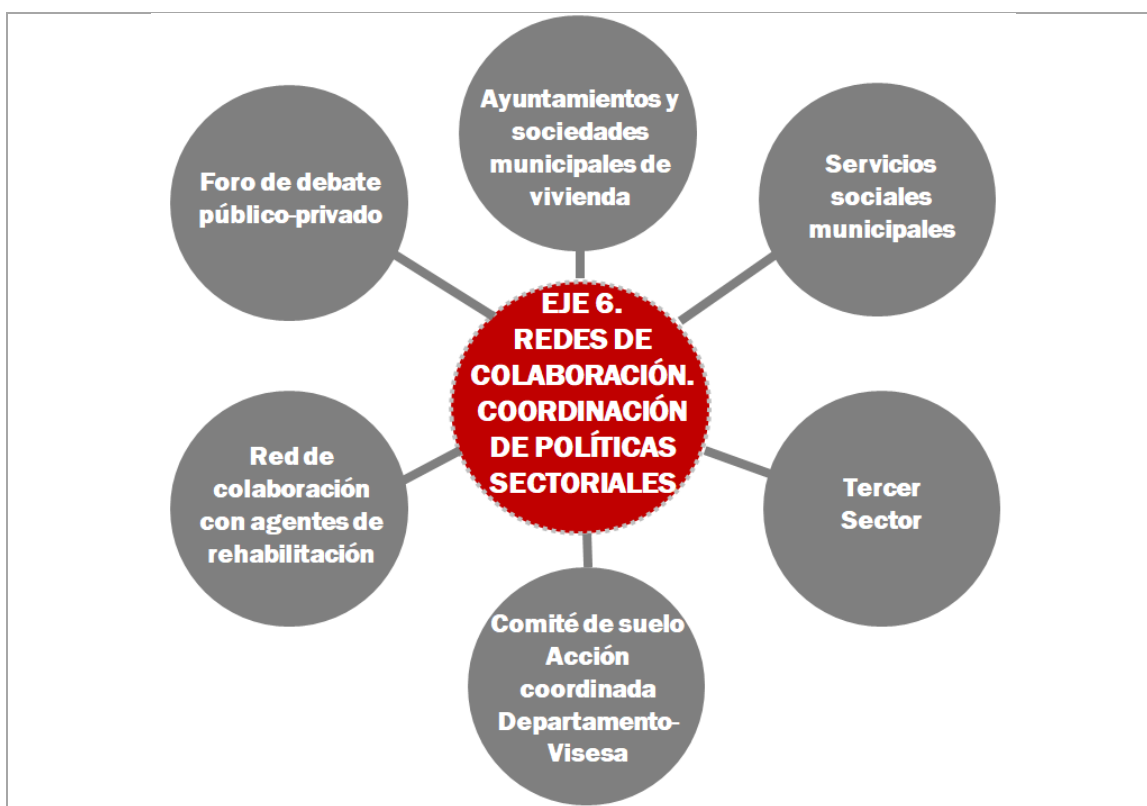 Ayuntamientos y
sociedades
municipales de
vivienda
Foro de debate
público-privado
Servicios
sociales
municipales
EJE 6.
REDES DE
COLABORACIÓN.
COORDINACIÓN
DE POLÍTICAS
SECTORIALES
Red de
colaboración
con agentes de
rehabilitación
Tercer
Sector
Comité de suelo
Acción
coordinada
Departamento-
Visesa